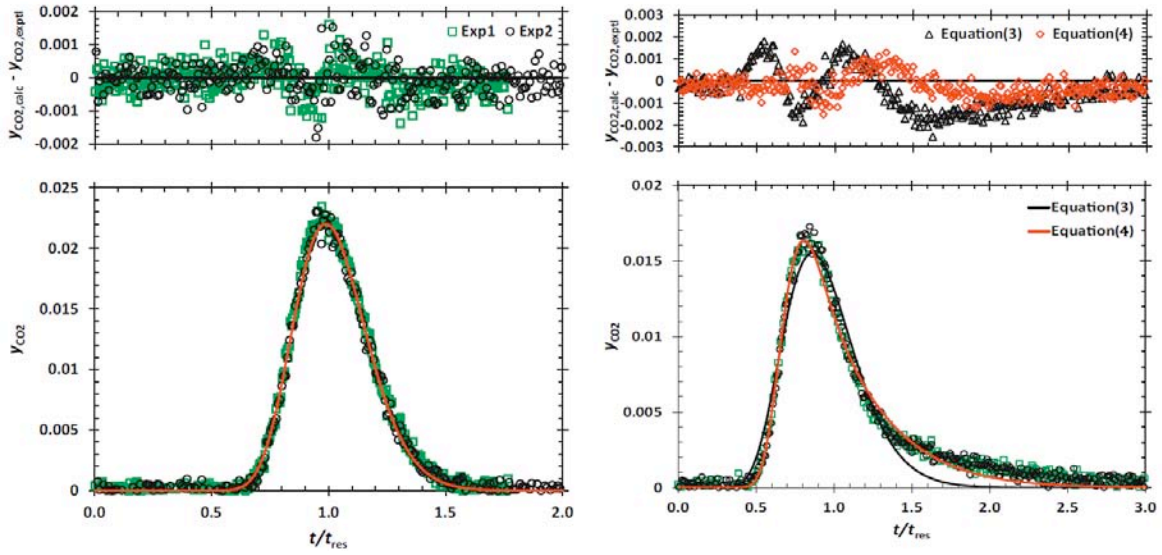 0.002
0.001
0
-0.001
-0.002
y CO2,calc - y CO2,exptl
Exp1 Exp2
0.025
0.02
0.015
0.01
0.005
0
y CO2
0.0 0.5 1.0 1.5 2.0
t/t res
0.003
0.002
0.001
0.000
-0.001
-0.002
-0.003
y CO2,calc - y CO2,exptl
Equation(3) Equation(4)
0.02
0.015
0.01
0.005
0
y CO2
Equation(3)
Equation(4)
0.0 0.5 1.0 1.5 2.0 2.5 3.0
t/t res